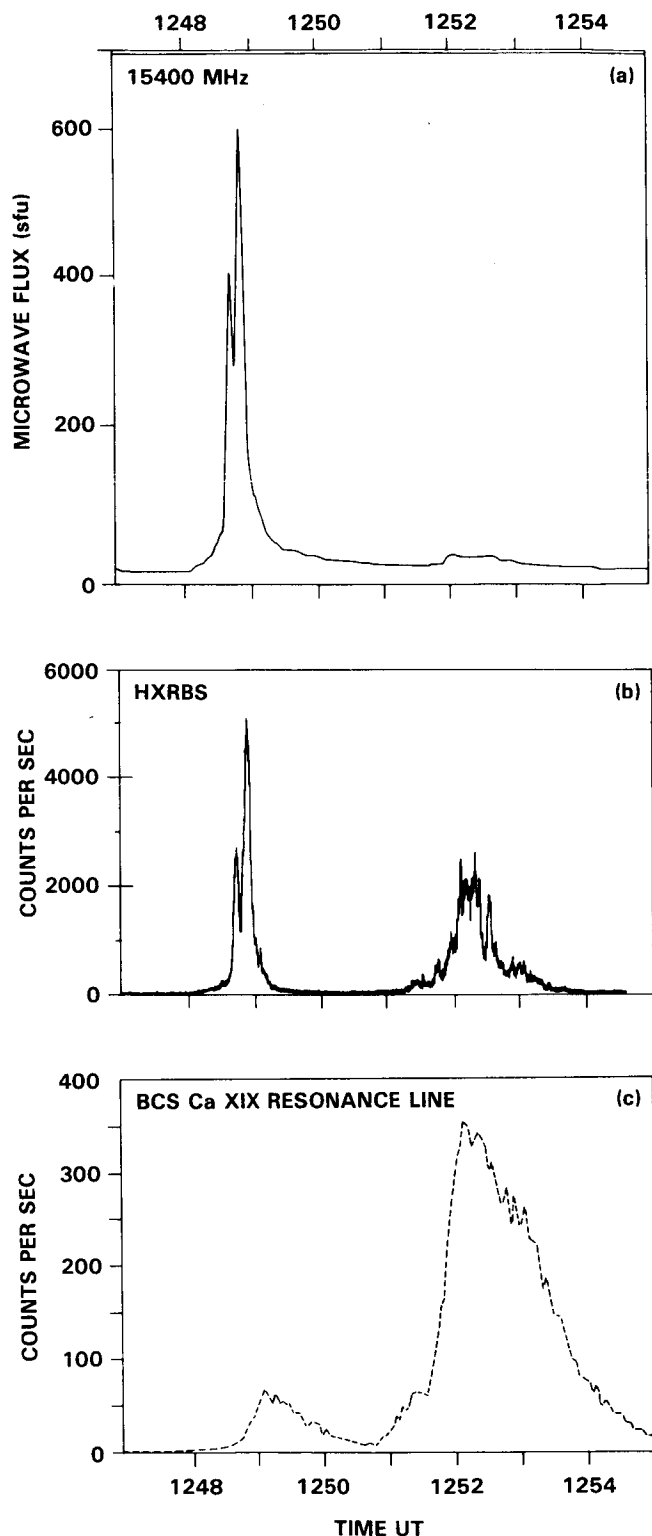 1248 1250 1252 1254
15400 MHz (a)
600
400
200
0
MICROWAVE FLUX (sfu)
HXRBS (b)
6000
4000
2000
0
COUNTS PER SEC
BCS Ca XIX RESONANCE LINE (c)
400
300
200
100
0
COUNTS PER SEC
1248 1250 1252 1254
TIME UT